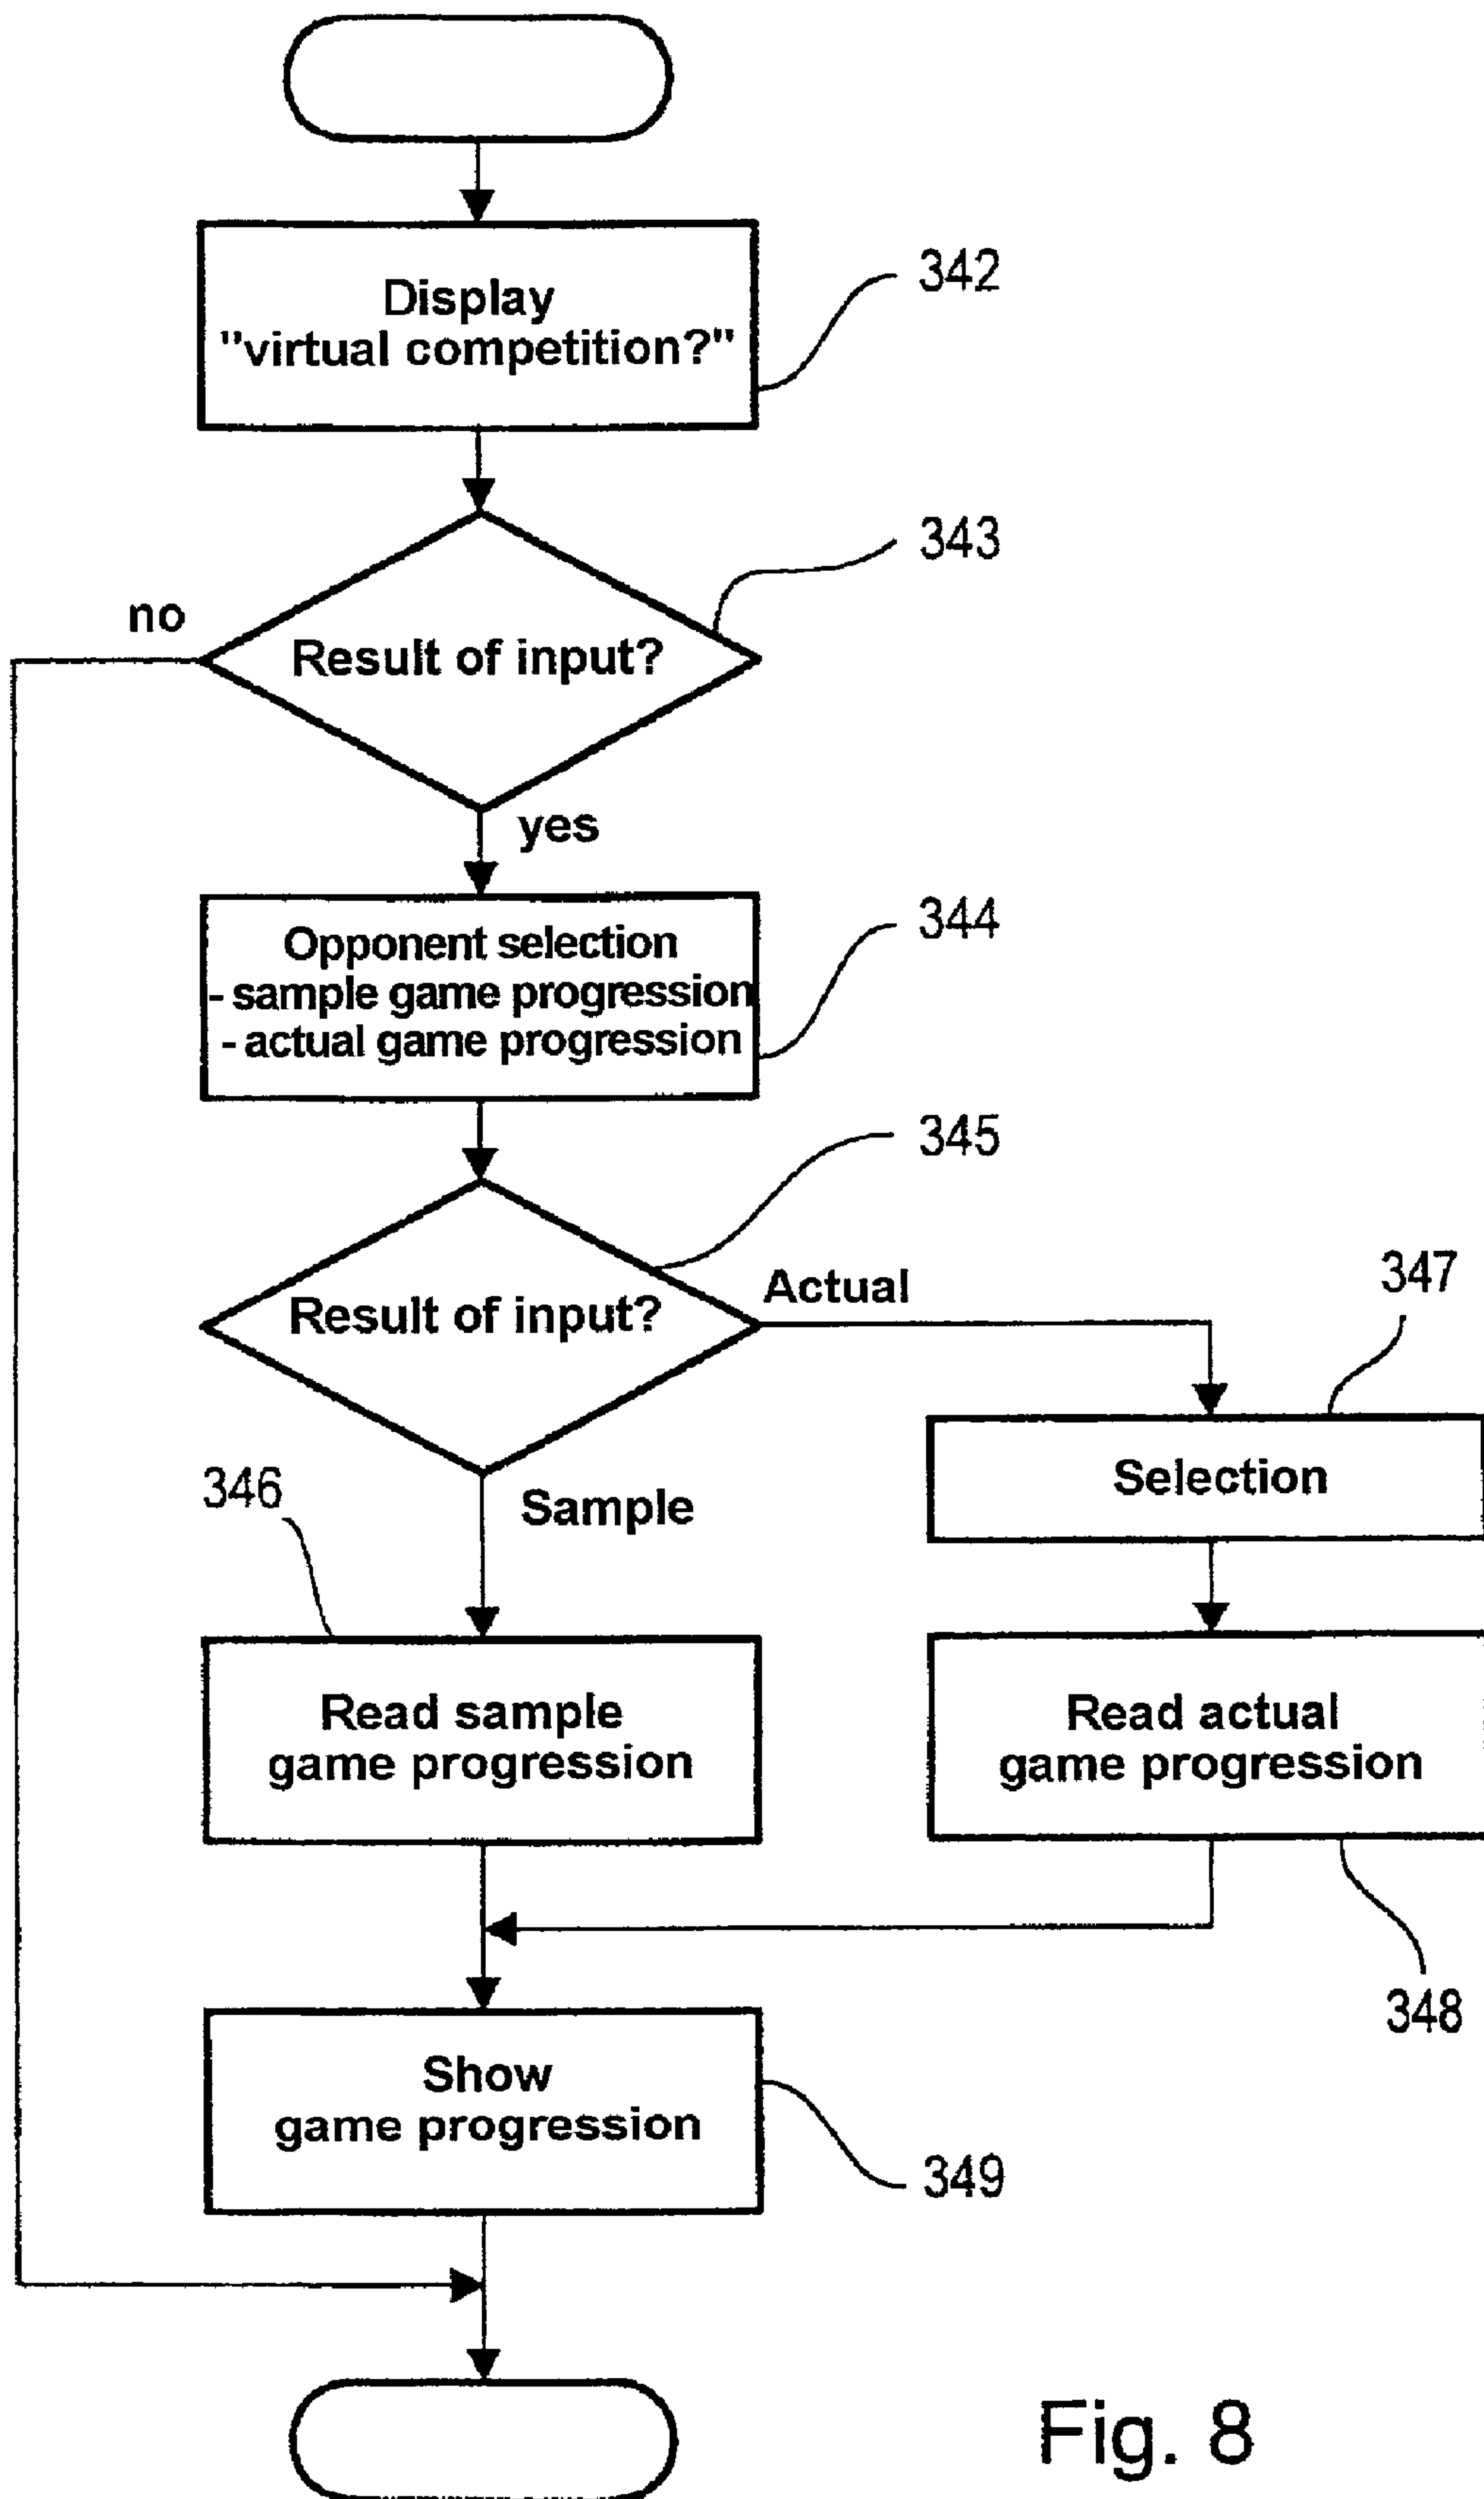 Display
"virtual competition?"
342
343
no
Result of input?
yes
344
Opponent selection
- sample game progression
- actual game progression
345
Actual
347
Result of input?
Selection
346
Sample
Read sample
game progression
Read actual
game progression
348
Show
game progression
349
Fig. 8